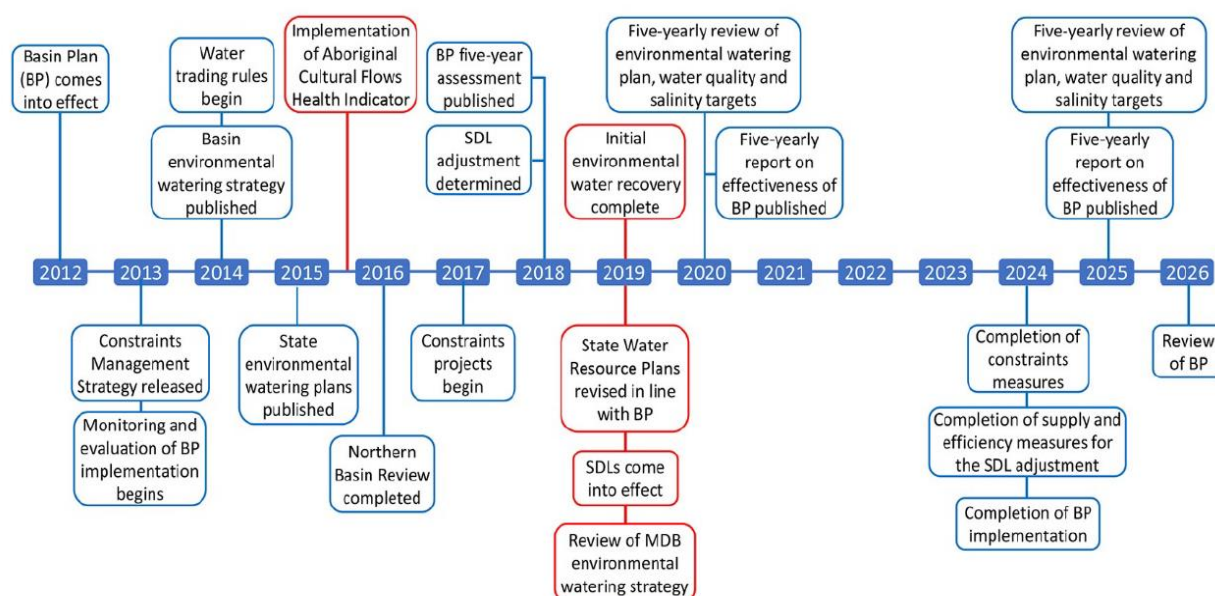 Basin Plan
(BP) comes
into effect
Water
trading rules
begin
Basin
environmental
watering strategy
published
Implementation
of Aboriginal
Cultural Flows
Health Indicator
BP five-year
assessment
published
SDL
adjustment
determined
Initial
environmental
water recovery
complete
Five-yearly review of
environmental watering
plan, water quality and
salinity targets
Five-yearly
report on
effectiveness of
BP published
Five-yearly review of
environmental watering
plan, water quality and
salinity targets
Five-yearly
report on
effectiveness of
BP published
2012 2013 2014 2015 2016 2017 2018 2019 2020 2021 2022 2023 2024 2025 2026
Constraints
Management
Strategy released
Monitoring and
evaluation of BP
implementation
begins
State
environmental
watering plans
published
Northern
Basin Review
completed
Constraints
projects
begin
State Water
Resource Plans
revised in line
with BP
SDLs come
into effect
Review of MDB
environmental
watering strategy
Completion of
constraints
measures
Completion of supply and
efficiency measures for
the SDL adjustment
Completion of BP
implementation
Review
of BP